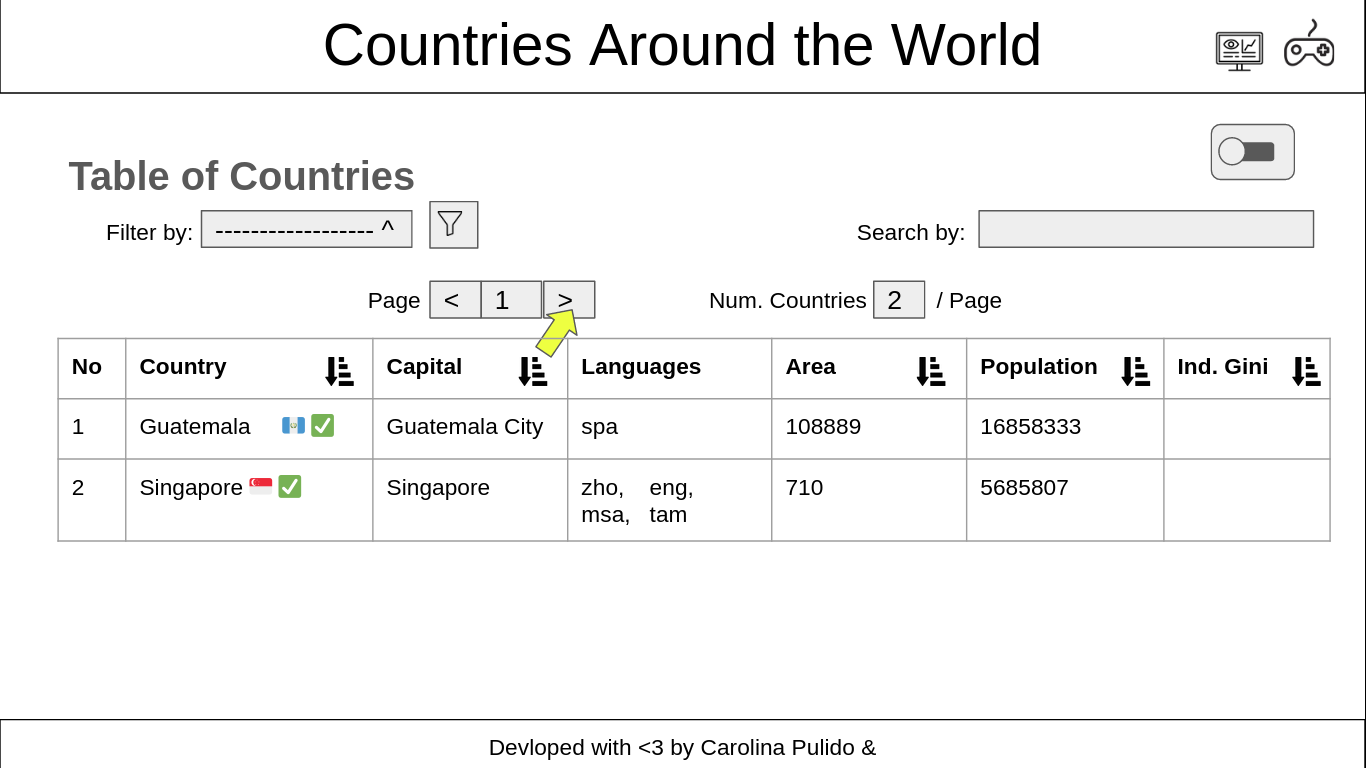 Countries Around the World
Table of Countries
Filter by: ------------------ ^
Search by:
Page < 1 > Num. Countries 2 / Page
No Country Capital Languages Area Population Ind. Gini
1 Guatemala Guatemala City spa 108889 16858333
2 Singapore Singapore zho, eng, 710 5685807
msa, tam
Devloped with <3 by Carolina Pulido &